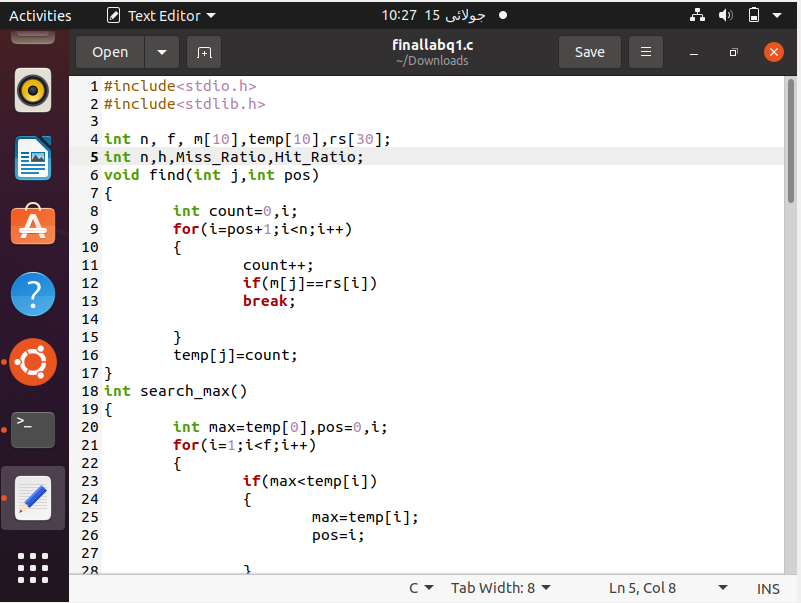 Activities
Text Editor
10:27 15 جولائی
Open
finallabq1.c
~/Downloads
Save
1 #include<stdio.h>
2 #include<stdlib.h>
3
4 int n, f, m[10],temp[10],rs[30];
5 int n,h,Miss_Ratio,Hit_Ratio;
6 void find(int j,int pos)
7 {
8 int count=0,i;
9 for(i=pos+1;i<n;i++)
10 {
11 count++;
12 if(m[j]==rs[i])
13 break;
14
15 }
16 temp[j]=count;
17 }
18 int search_max()
19 {
20 int max=temp[0],pos=0,i;
21 for(i=1;i<f;i++)
22 {
23 if(max<temp[i])
24 {
25 max=temp[i];
26 pos=i;
27
28 }
C
Tab Width: 8
Ln 5, Col 8
INS